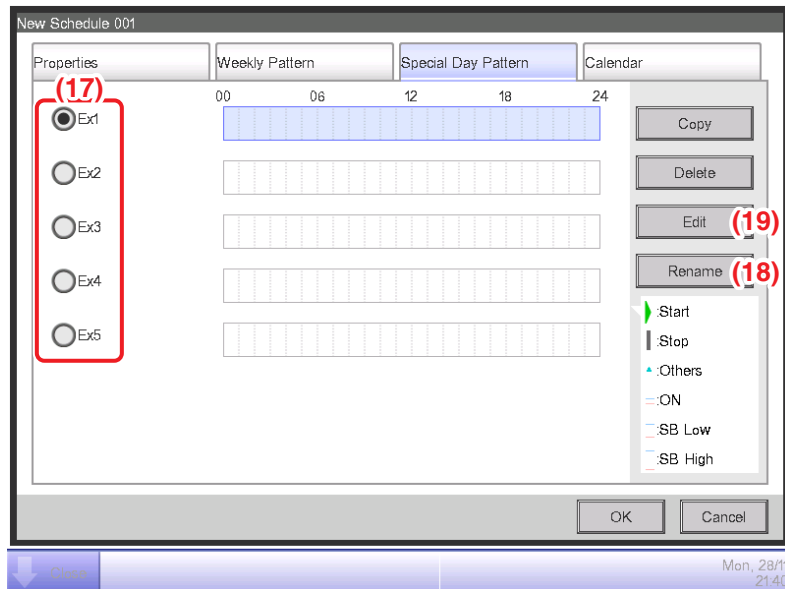 New Schedule 001
Properties Weekly Pattern Special Day Pattern Calendar
(17) 00 06 12 18 24
Ex1 Copy
Ex2 Delete
Ex3 Edit (19)
Ex4 Rename (18)
:Start
Ex5 :Stop
:Others
:ON
:SB Low
:SB High
OK Cancel
Mon, 28/1
21:40